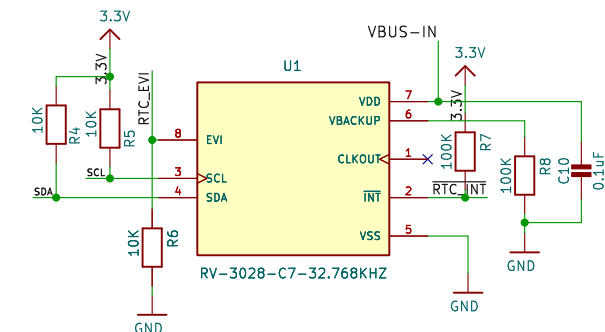 3.3V
VBUS-IN
3.3V
U1
3.3V
RTC_EVI
10K
R4
10K
R5
VDD
7
VBACKUP
6
3.3V
8
EVI
CLKOUT
1
100K
R7
SCL
3
SCL
100K
R8
C10
0.1uF
SDA
4
SDA
INT
2
RTC_INT
10K
R6
VSS
5
RV-3028-C7-32.768KHZ
GND
GND
GND